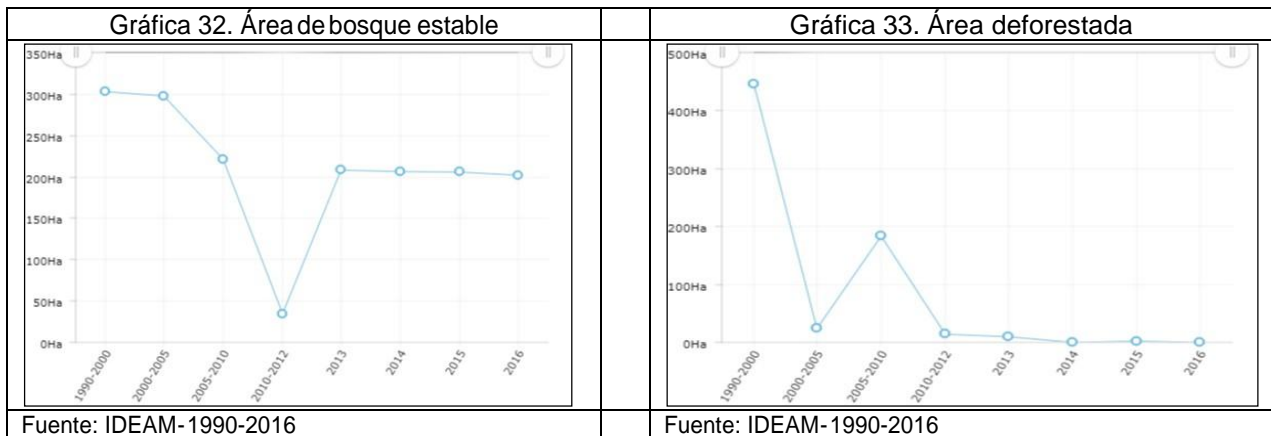 Gráfica 32. Área de bosque estable
350Ha
300Ha
250Ha
200Ha
150Ha
100Ha
50Ha
0Ha
1990-2000
2000-2005
2005-2010
2010-2012
2013
2014
2015
2016
Fuente: IDEAM-1990-2016
Gráfica 33. Área deforestada
500Ha
400Ha
300Ha
200Ha
100Ha
0Ha
1990-2000
2000-2005
2005-2010
2010-2012
2013
2014
2015
2016
Fuente: IDEAM-1990-2016